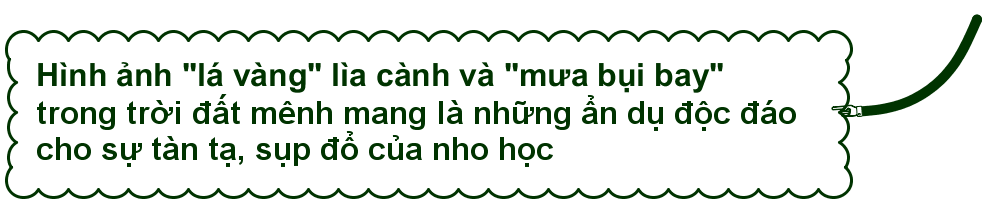 Hình ảnh "lá vàng" lìa cành và "mưa bụi bay"
trong trời đất mênh mang là những ẩn dụ độc đáo
cho sự tàn tạ, sụp đổ của nho học